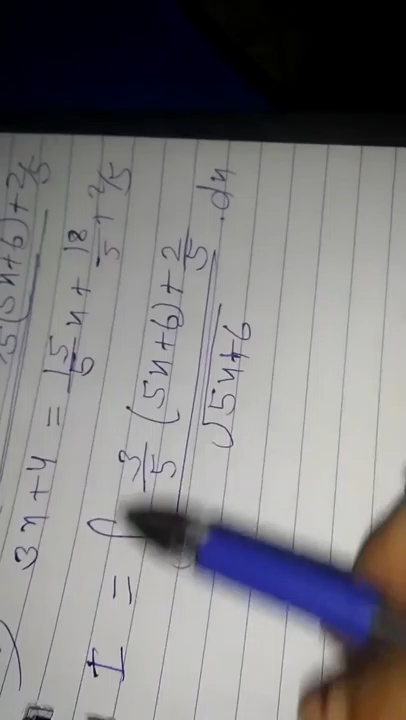 5(5x+6)+2/5
3x+4 = 15/5 x + 18/5 + 2/5
I = ∫ 3/5 (5x+6) + 2/5 / √5x+6 . dx